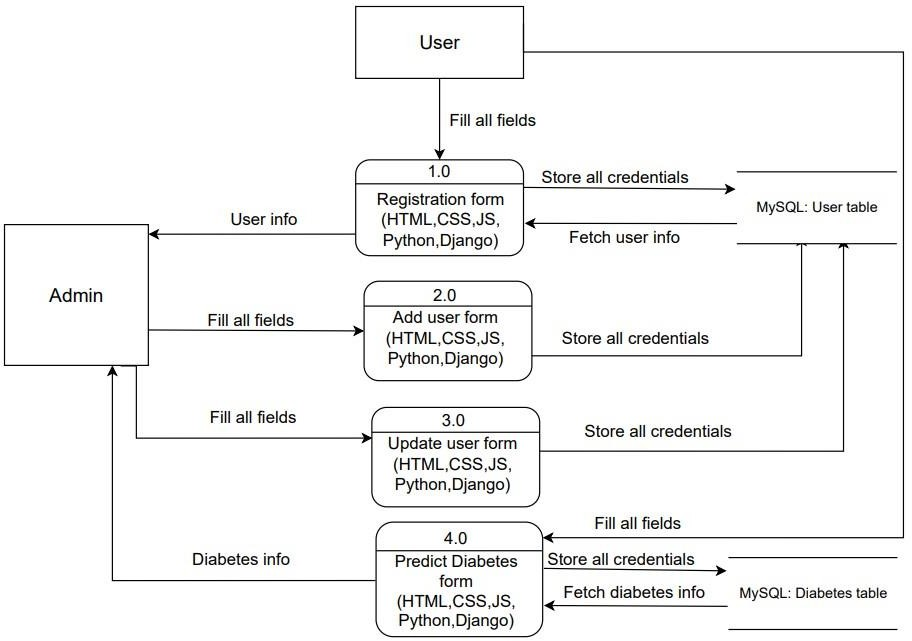 User
Fill all fields
1.0
Registration form
(HTML,CSS,JS,
Python,Django)
Store all credentials
Fetch user info
MySQL: User table
User info
Admin
Fill all fields
2.0
Add user form
(HTML,CSS,JS,
Python,Django)
Store all credentials
Fill all fields
3.0
Update user form
(HTML,CSS,JS,
Python,Django)
Store all credentials
Fill all fields
4.0
Predict Diabetes
form
(HTML,CSS,JS,
Python,Django)
Store all credentials
Fetch diabetes info
MySQL: Diabetes table
Diabetes info